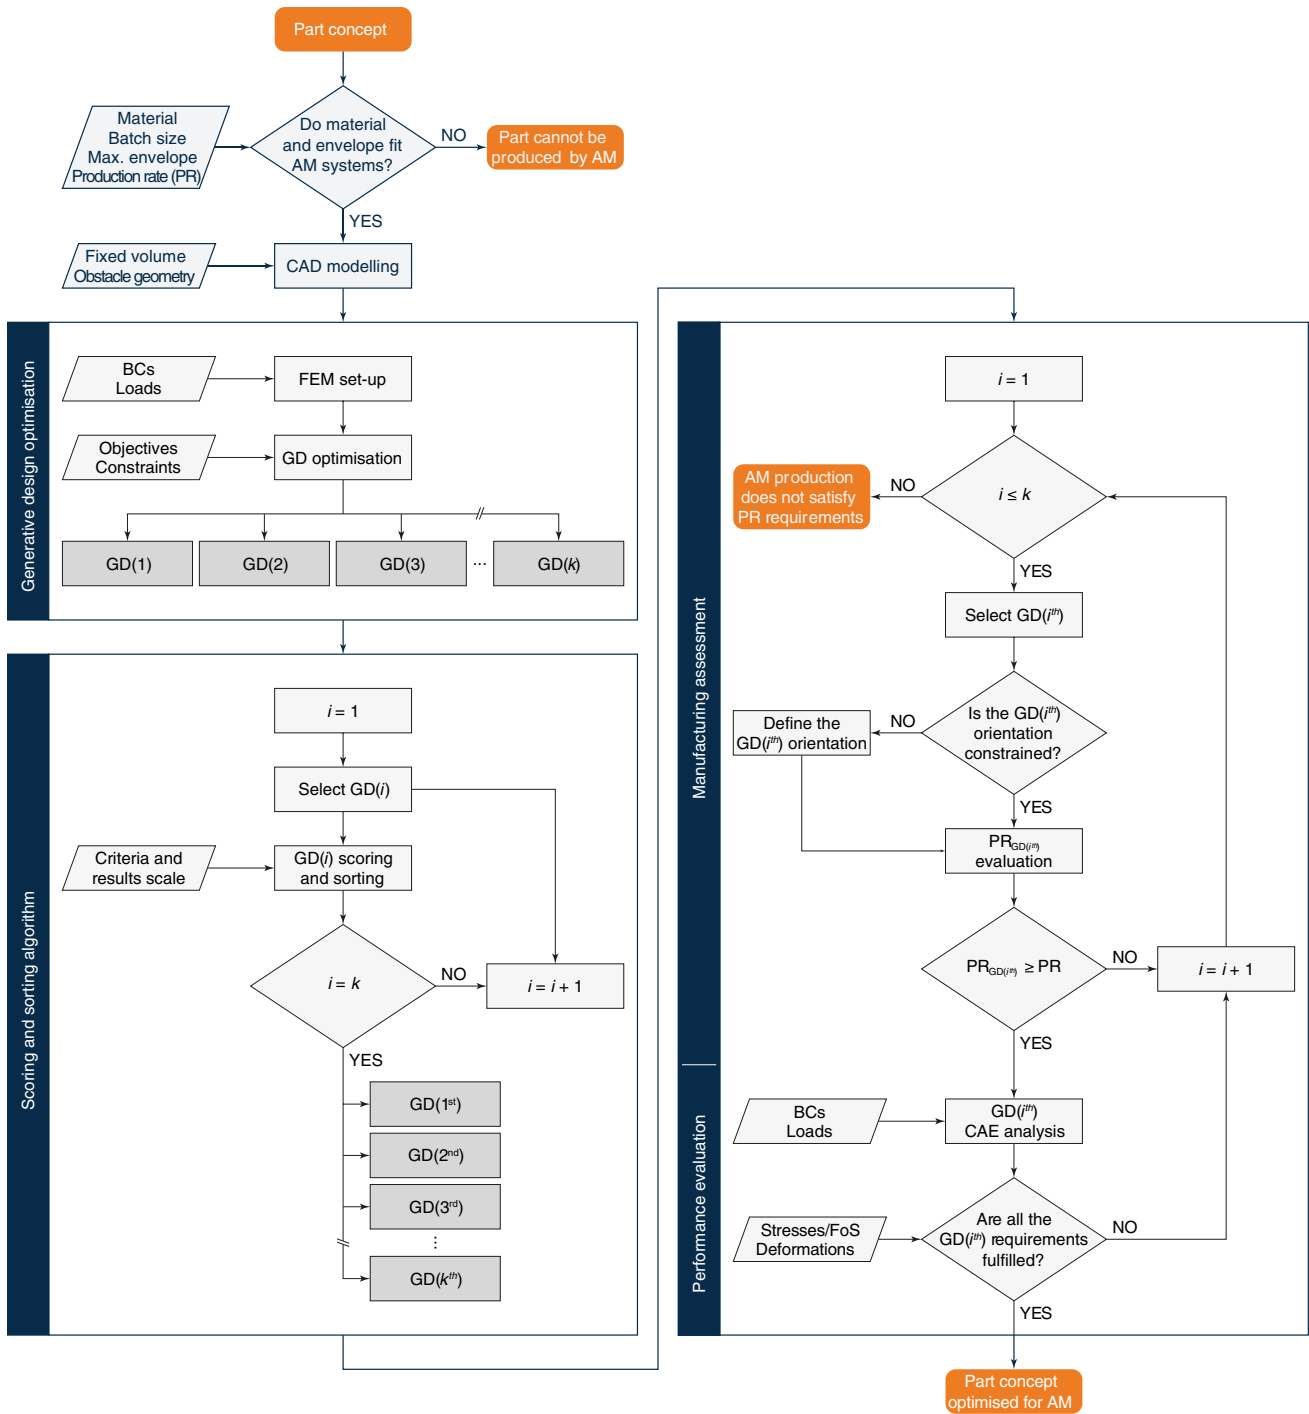 Part concept
Material
Batch size
Max. envelope
Production rate (PR)
Do material
and envelope fit
AM systems?
NO
Part cannot be
produced by AM
YES
Fixed volume
Obstacle geometry
CAD modelling
Generative design optimisation
BCs
Loads
FEM set-up
Objectives
Constraints
GD optimisation
GD(1)
GD(2)
GD(3)
...
GD(k)
Scoring and sorting algorithm
i = 1
Select GD(i)
Criteria and
results scale
GD(i) scoring
and sorting
i = k
NO
i = i + 1
YES
GD(1st)
GD(2nd)
GD(3rd)
...
GD(kth)
Manufacturing assessment
i = 1
i ≤ k
NO
AM production
does not satisfy
PR requirements
YES
Select GD(ith)
Is the GD(ith)
orientation
constrained?
NO
Define the
GD(ith) orientation
YES
PRGD(ith)
evaluation
PRGD(ith) ≥ PR
NO
i = i + 1
YES
Performance evaluation
BCs
Loads
GD(ith)
CAE analysis
Stresses/FoS
Deformations
Are all the
GD(ith) requirements
fulfilled?
NO
YES
Part concept
optimised for AM